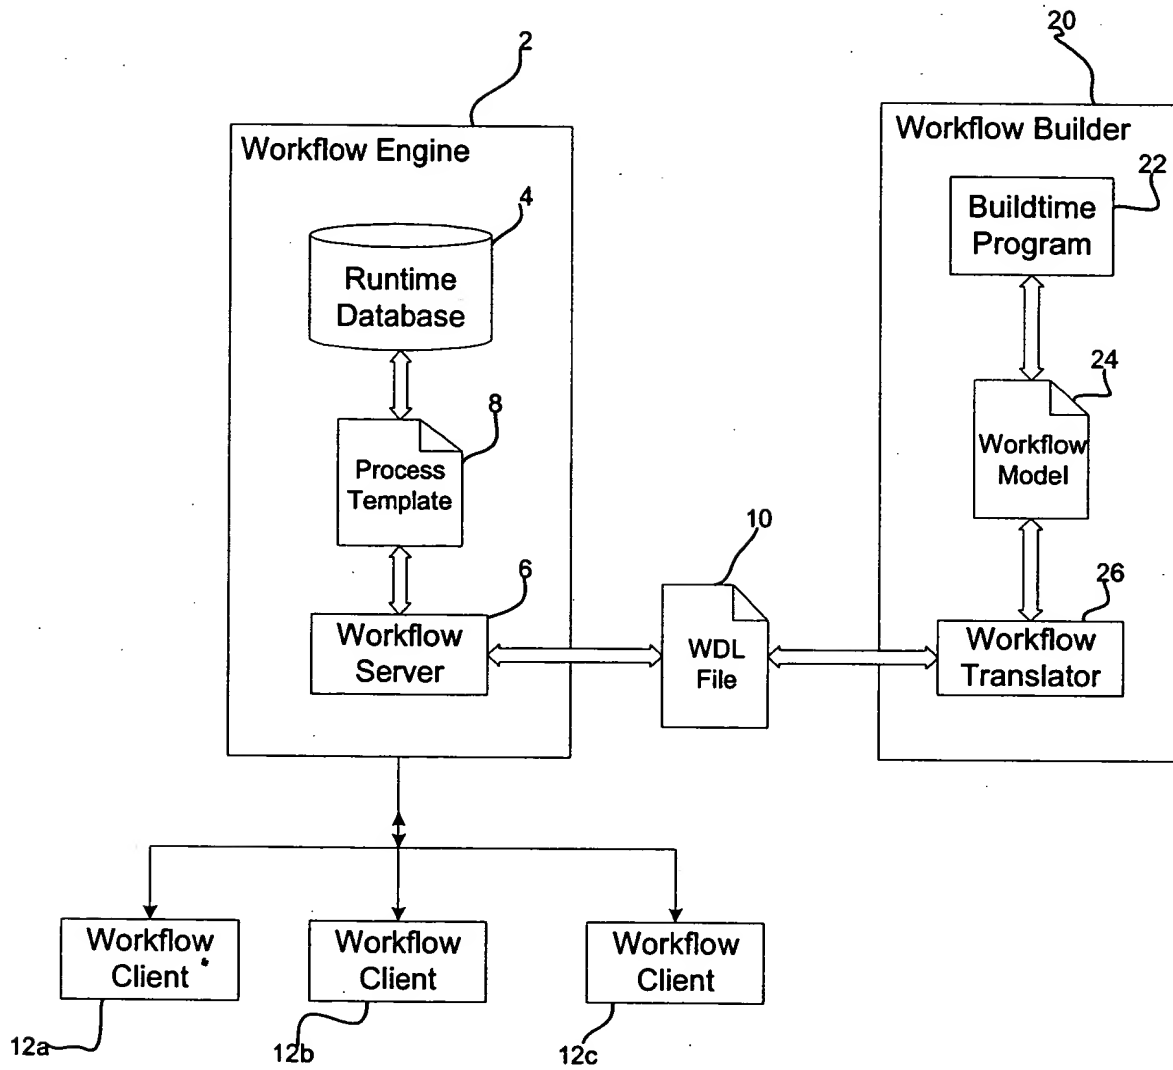 2
20
Workflow Engine
Workflow Builder
22
4
Buildtime
Program
Runtime
Database
24
8
Workflow
Model
Process
Template
10
6
26
Workflow
Server
WDL
File
Workflow
Translator
Workflow
Client
Workflow
Client
Workflow
Client
12a
12b
12c